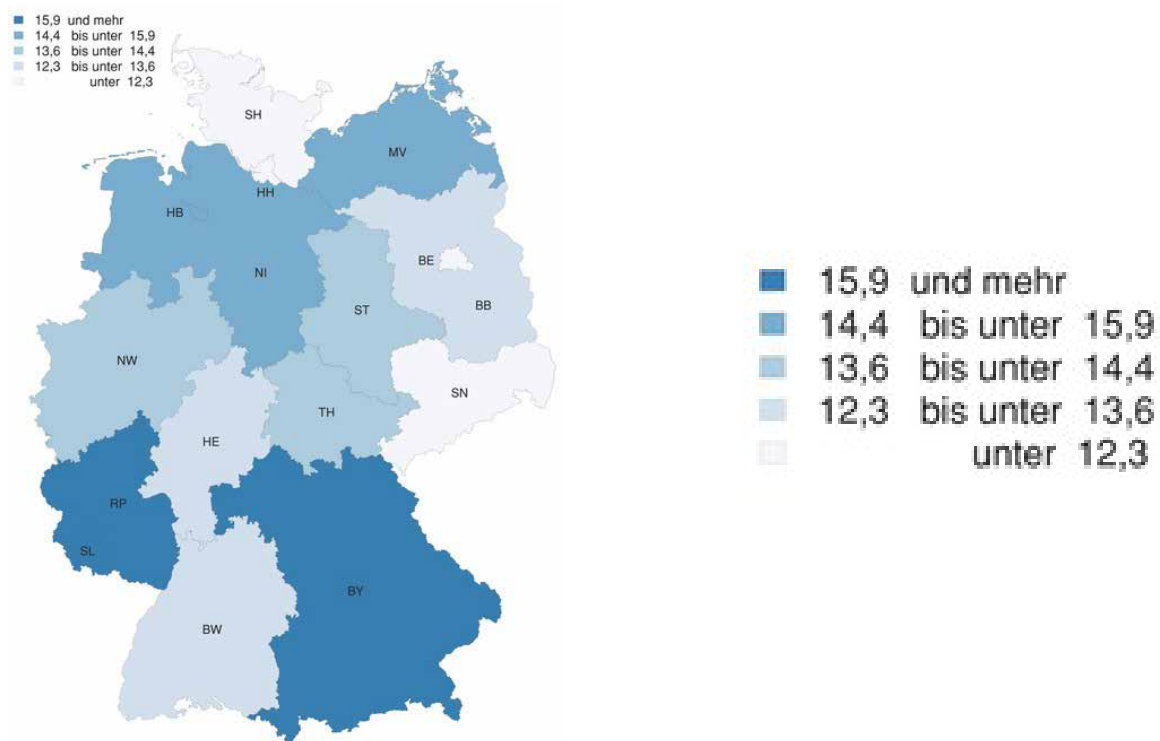 15,9 und mehr
14,4 bis unter 15,9
13,6 bis unter 14,4
12,3 bis unter 13,6
unter 12,3
SH
MV
HH
HB
BE
NI
ST
BB
NW
SN
TH
HE
RP
SL
BY
BW
15,9 und mehr
14,4 bis unter 15,9
13,6 bis unter 14,4
12,3 bis unter 13,6
unter 12,3